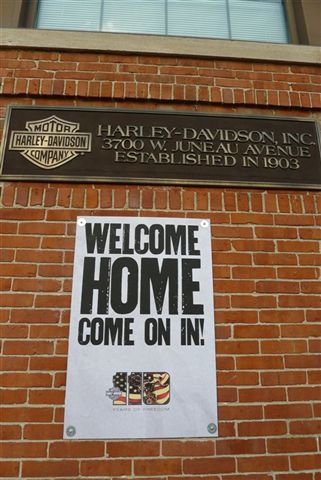 MOTOR
HARLEY-DAVIDSON
COMPANY
HARLEY-DAVIDSON, INC.
3700 W. JUNEAU AVENUE
ESTABLISHED IN 1903
WELCOME
HOME
COME ON IN!
110
YEARS OF FREEDOM